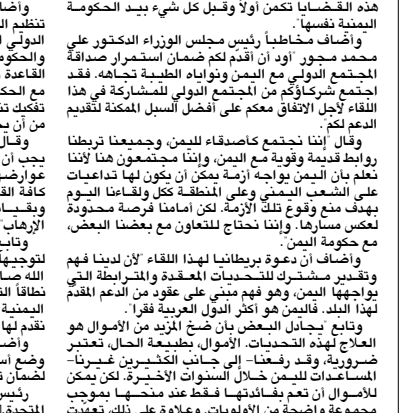 هذه القضايا تكمن أولاً وقبل كل شيء بيد الحكومة
اليمنية نفسها".
وأضاف مخاطباً رئيس مجلس الوزراء الدكتور علي
محمد مجور "أود أن أقدم لكم ضمان استمرار صداقة
المجتمع الدولي مع اليمن ونواياه الطيبة تجاهه. فقد
اجتمع شركاؤكم من المجتمع الدولي للمشاركة في هذا
اللقاء لأجل الاتفاق معكم على أفضل السبل الممكنة لتقديم
الدعم لكم".
وقال "إننا نجتمع كأصدقاء لليمن، وجميعنا تربطنا
روابط قديمة وقوية مع اليمن، وإننا مجتمعون هنا لأننا
نعلم بأن اليمن يواجه أزمة يمكن أن يكون لها تداعيات
على الشعب اليمني وعلى المنطقة ككل ولقاءنا اليوم
بهدف منع وقوع تلك الأزمة. لكن أمامنا فرصة محدودة
لعكس مسارها. وإننا نحتاج للتعاون مع بعضنا البعض،
مع حكومة اليمن".
وأضاف أن دعوة بريطانيا لهذا اللقاء "لأن لدينا فهم
وتقدير مشترك للتحديات المعقدة والمترابطة التي
يواجهها اليمن، وهو فهم مبني على عقود من الدعم المقدم
لهذا البلد. فاليمن هو أكثر الدول العربية فقرا".
وتابع "يجادل البعض بأن ضخ المزيد من الأموال هو
العلاج لهذه التحديات. الأموال، بطبيعة الحال، تعتبر
ضرورية، وقد رفعنا- إلى جانب الكثيرين غيرنا-
المساعدات لليمن خلال السنوات الأخيرة. لكن يمكن
للأموال أن تعم بفائدتها فقط عند منحها بموجب
مجموعة واضحة من الأولويات. وعلاوة على ذلك، تعهدت